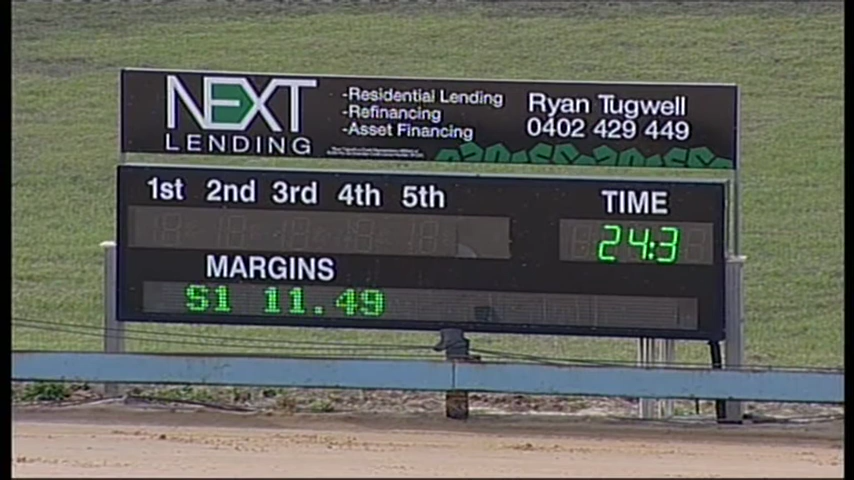 NEXT
LENDING
-Residential Lending
-Refinancing
-Asset Financing
Ryan Tugwell
0402 429 449
1st 2nd 3rd 4th 5th
TIME
24:3
MARGINS
S1 11.49